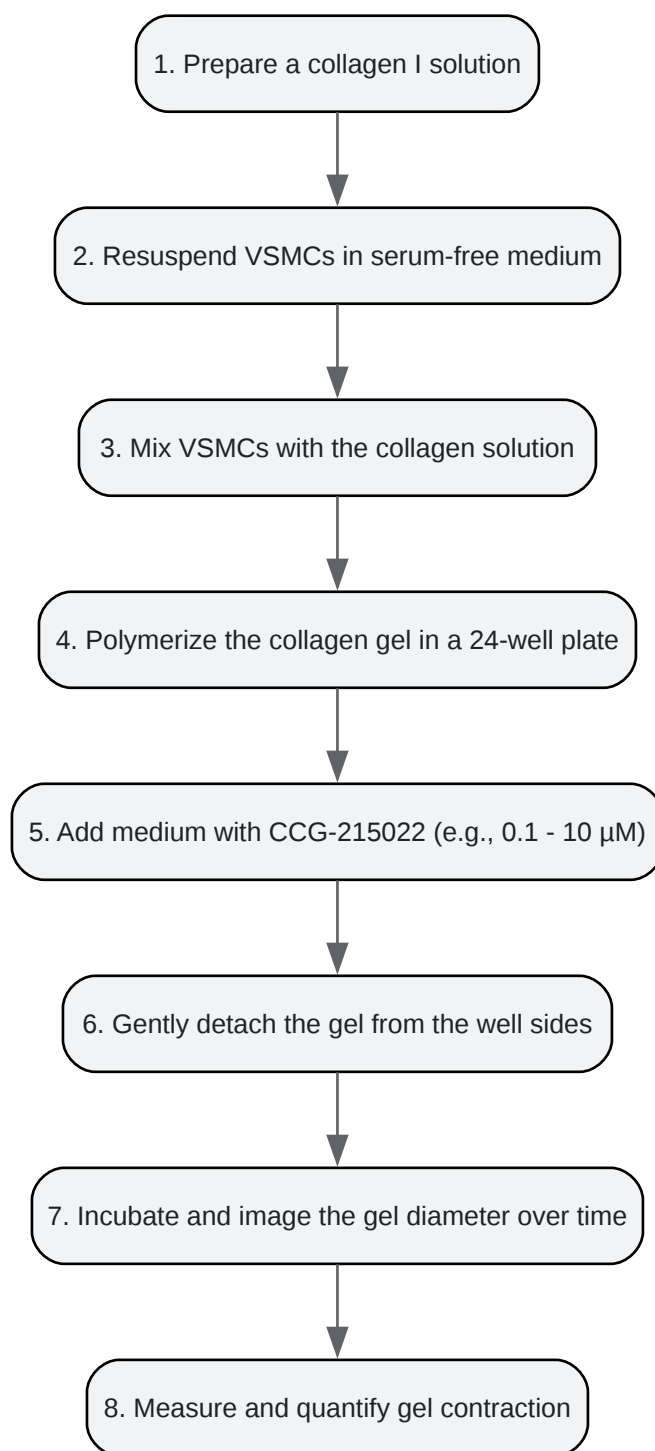 1. Prepare a collagen I solution
2. Resuspend VSMCs in serum-free medium
3. Mix VSMCs with the collagen solution
4. Polymerize the collagen gel in a 24-well plate
5. Add medium with CCG-215022 (e.g., 0.1 - 10 µM)
6. Gently detach the gel from the well sides
7. Incubate and image the gel diameter over time
8. Measure and quantify gel contraction